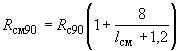 Rсм90 = Rс90(1 + 8/(lсм + 1,2))